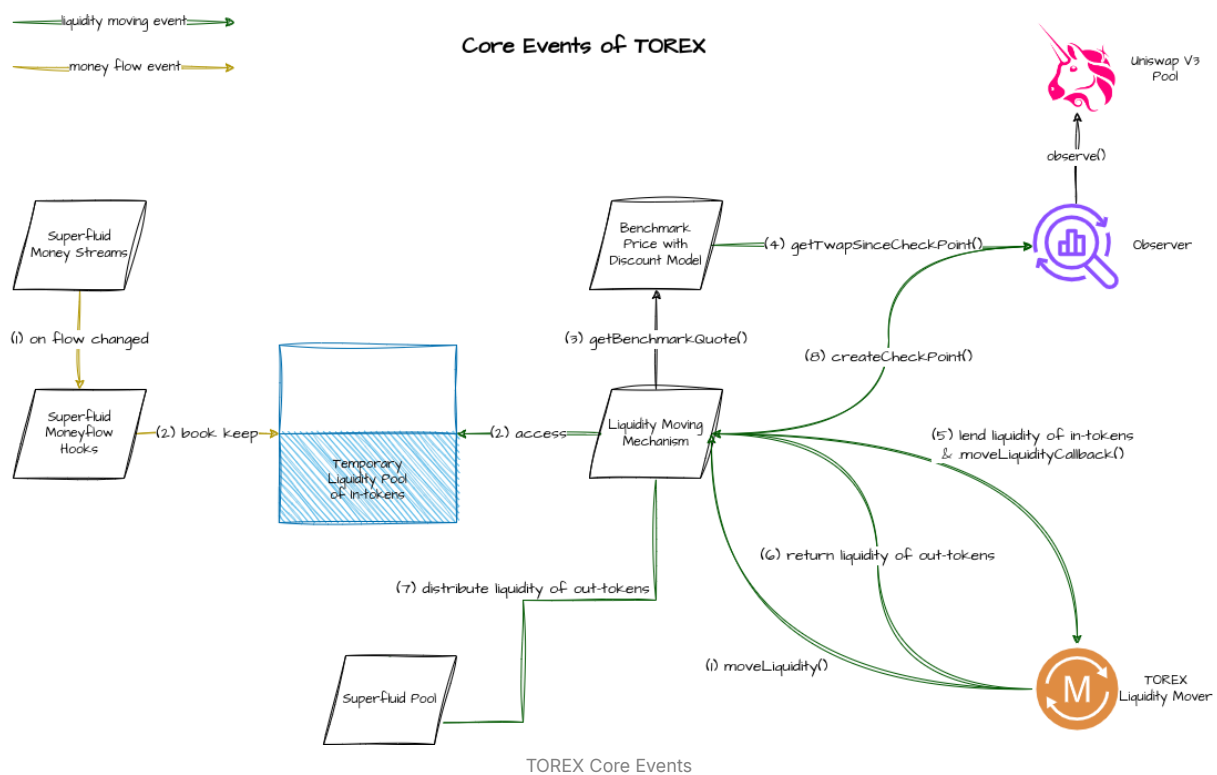 liquidity moving event
money flow event
Core Events of TOREX
Uniswap V3
Pool
observe()
Superfluid
Money Streams
Benchmark
Price with
Discount Model
(4) getTwapSinceCheckPoint()
Observer
(1) on flow changed
(3) getBenchmarkQuote()
(8) createCheckPoint()
Superfluid
Moneyflow
Hooks
(2) book keep
(2) access
Liquidity Moving
Mechanism
(5) lend liquidity of in-tokens
& .moveLiquidityCallback()
Temporary
Liquidity Pool
of In-tokens
(6) return liquidity of out-tokens
(7) distribute liquidity of out-tokens
(1) moveLiquidity()
Superfluid Pool
M
TOREX
Liquidity Mover
TOREX Core Events